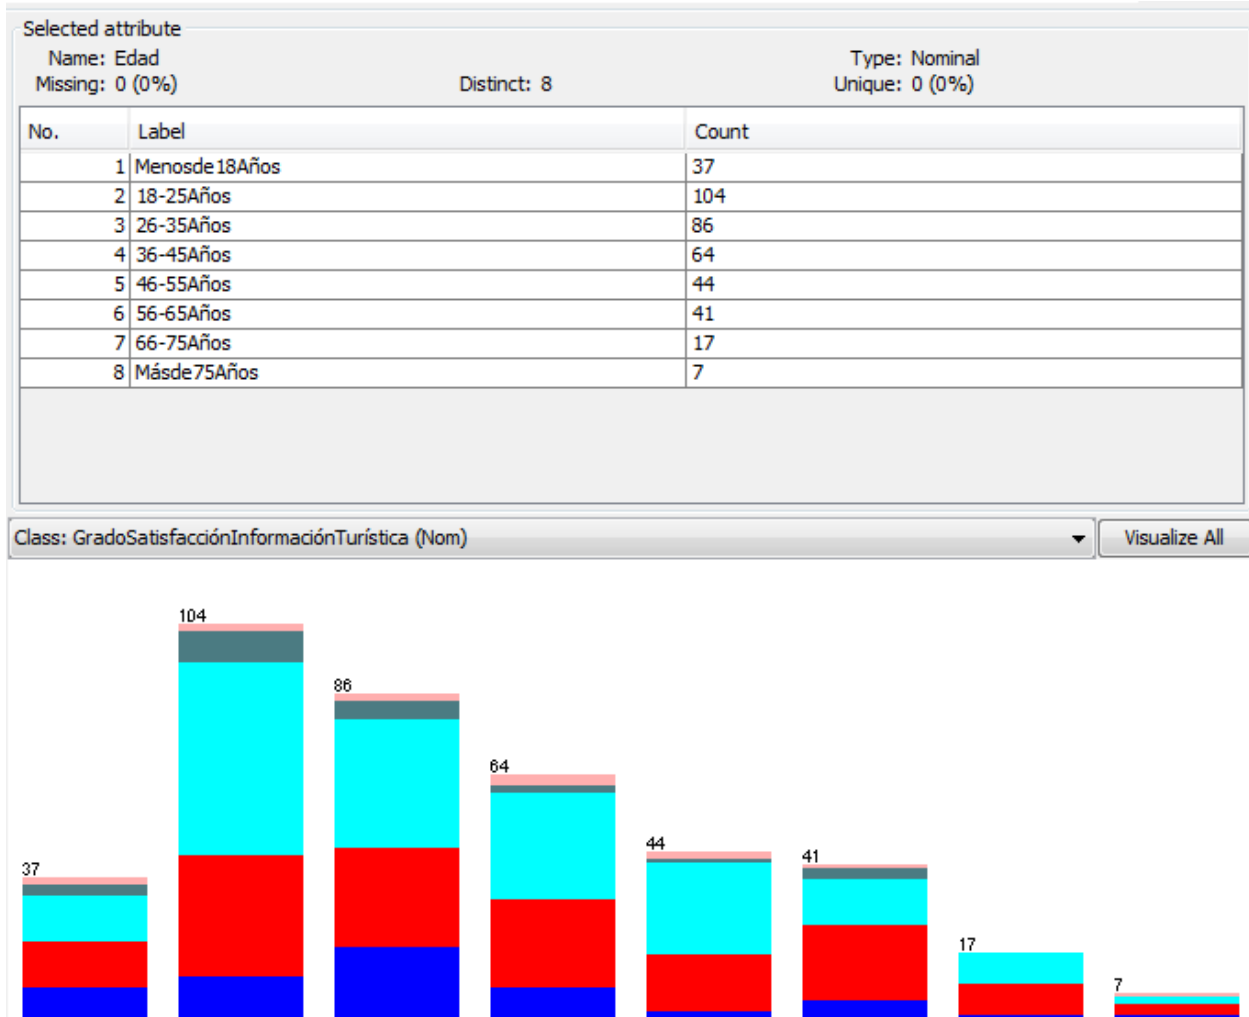 Selected attribute
Name: Edad Type: Nominal
Missing: 0 (0%) Distinct: 8 Unique: 0 (0%)
No. Label Count
1 Menosde18Años 37
2 18-25Años 104
3 26-35Años 86
4 36-45Años 64
5 46-55Años 44
6 56-65Años 41
7 66-75Años 17
8 Másde75Años 7
Class: GradoSatisfacciónInformaciónTurística (Nom) Visualize All
104
86
64
44
41
37
17
7